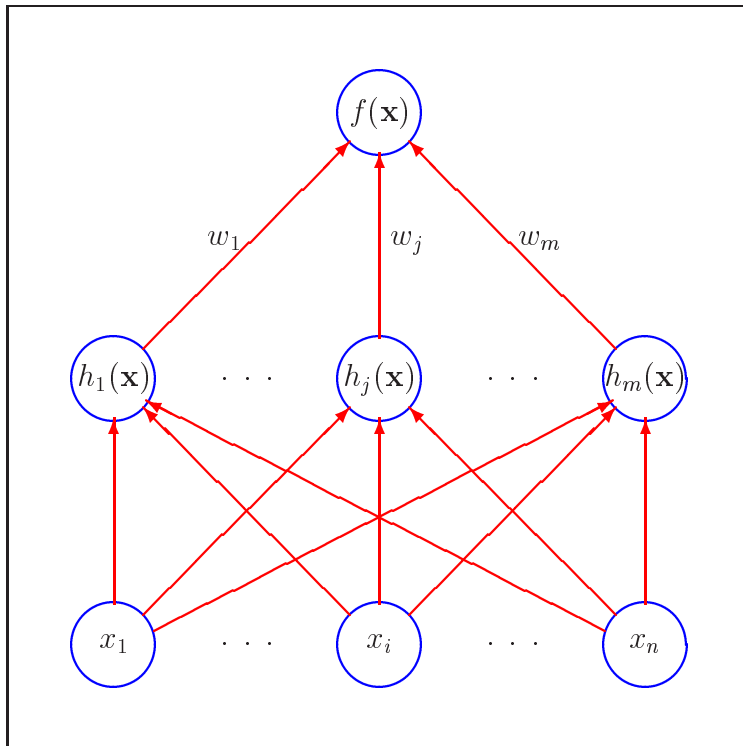 f(𝐱)
w₁ wⱼ wₘ
h₁(𝐱) · · · hⱼ(𝐱) · · · hₘ(𝐱)
x₁ · · · xᵢ · · · xₙ